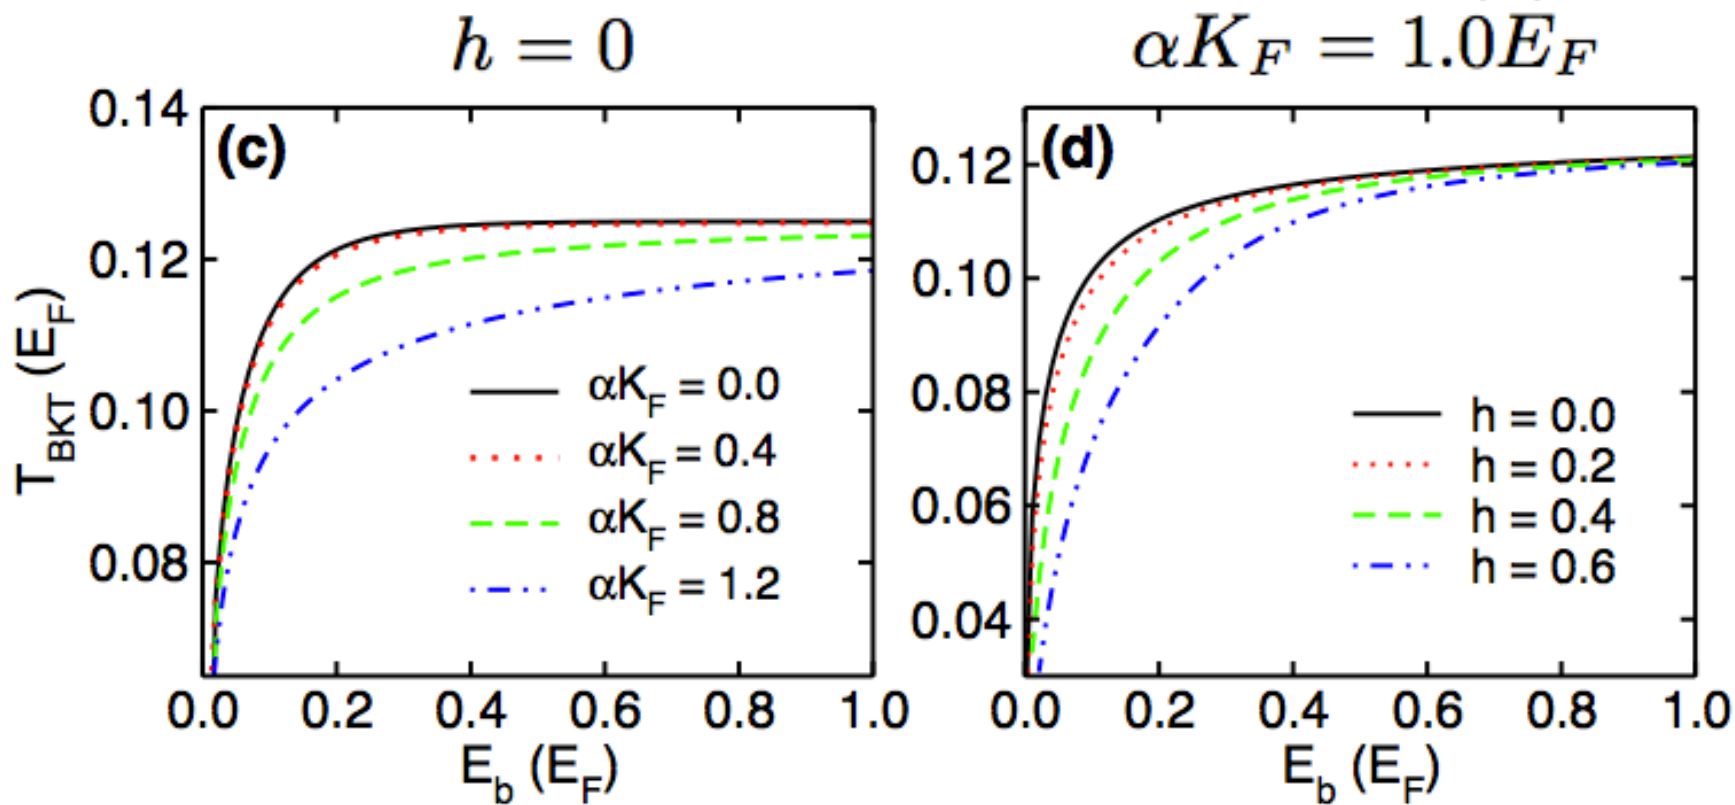 h = 0
αK_F = 1.0E_F
(c)
0.14
0.12
0.10
0.08
T_BKT (E_F)
αK_F = 0.0
αK_F = 0.4
αK_F = 0.8
αK_F = 1.2
0.0 0.2 0.4 0.6 0.8 1.0
E_b (E_F)
(d)
0.12
0.10
0.08
0.06
0.04
h = 0.0
h = 0.2
h = 0.4
h = 0.6
0.0 0.2 0.4 0.6 0.8 1.0
E_b (E_F)